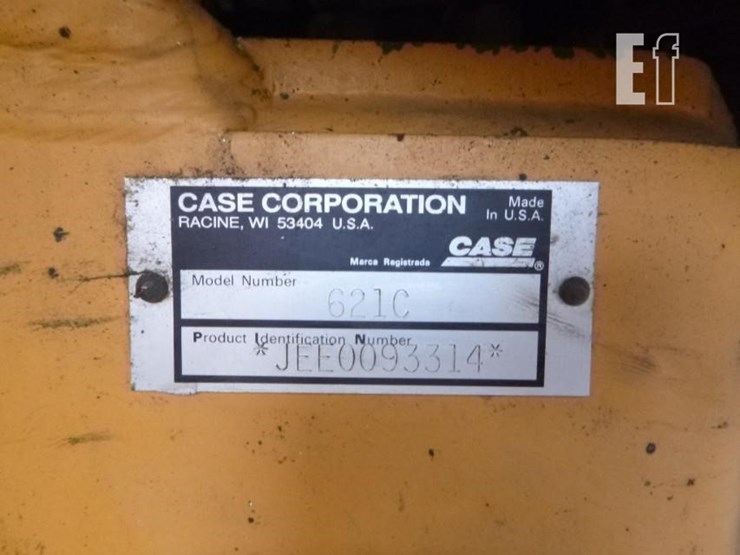 Ef
CASE CORPORATION
RACINE, WI 53404 U.S.A.
Made
In U.S.A.
CASE®
Marca Registrada
Model Number
621C
Product Identification Number
*JEE0093314*